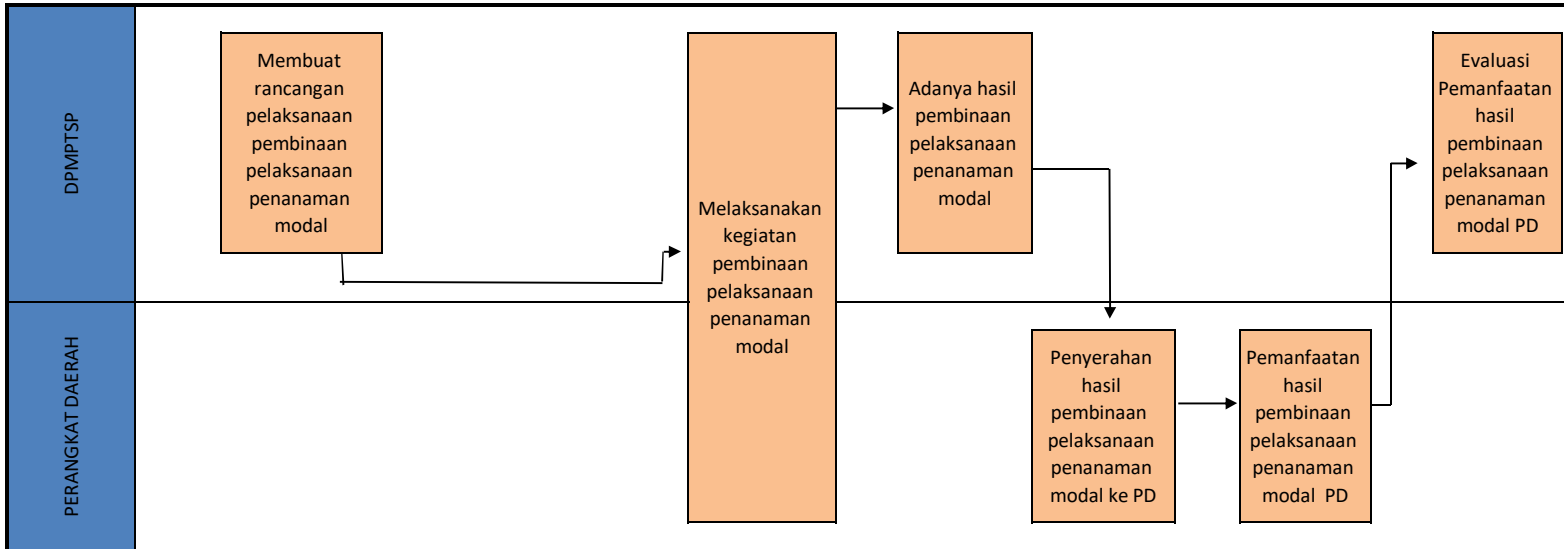 DPMPTSP
Membuat
rancangan
pelaksanaan
pembinaan
pelaksanaan
penanaman
modal
Melaksanakan
kegiatan
pembinaan
pelaksanaan
penanaman
modal
Adanya hasil
pembinaan
pelaksanaan
penanaman
modal
Evaluasi
Pemanfaatan
hasil
pembinaan
pelaksanaan
penanaman
modal PD
PERANGKAT DAERAH
Penyerahan
hasil
pembinaan
pelaksanaan
penanaman
modal ke PD
Pemanfaatan
hasil
pembinaan
pelaksanaan
penanaman
modal PD